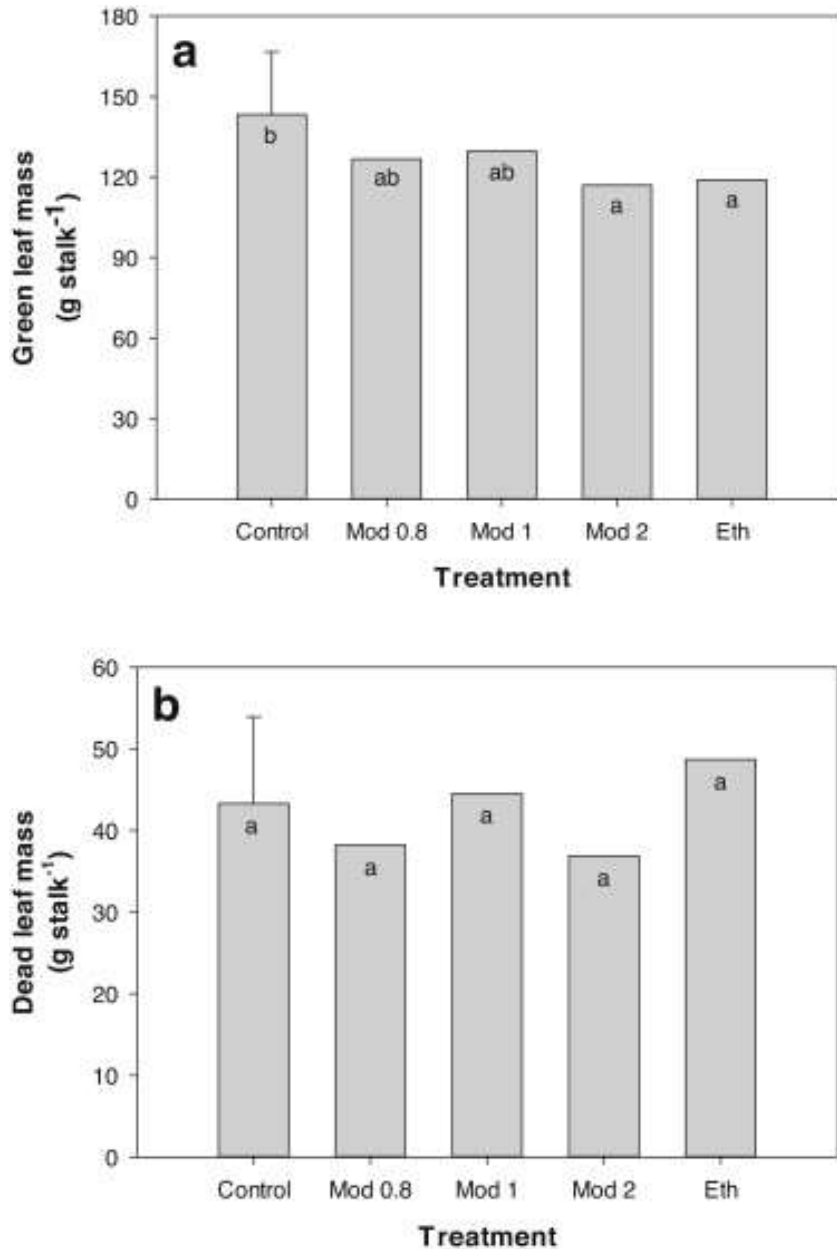 180
a
150
b
ab
ab
120
a
a
90
60
30
0
Green leaf mass
(g stalk⁻¹)
Control Mod 0.8 Mod 1 Mod 2 Eth
Treatment
60
b
50
a
a
a
40
a
a
30
20
10
0
Dead leaf mass
(g stalk⁻¹)
Control Mod 0.8 Mod 1 Mod 2 Eth
Treatment